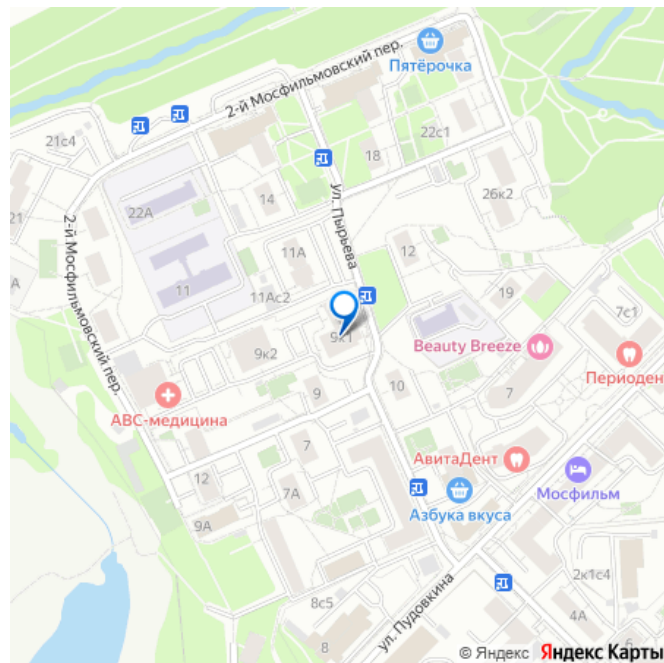 2-й Мосфильмовский пер.
Пятёрочка
21с4
22с1
18
26к2
14
22А
21
ул. Пырьева
2-й Мосфильмовский пер.
11А
12
А
11
11Ас2
19
7с1
9к1
Beauty Breeze
9к2
Периоден
9
10
7
АВС-медицина
7
АвитаДент
12
7А
Мосфильм
Азбука вкуса
9А
2к1с4
8с5
ул. Пудовкина
4А
8
6
© Яндекс Яндекс Карты